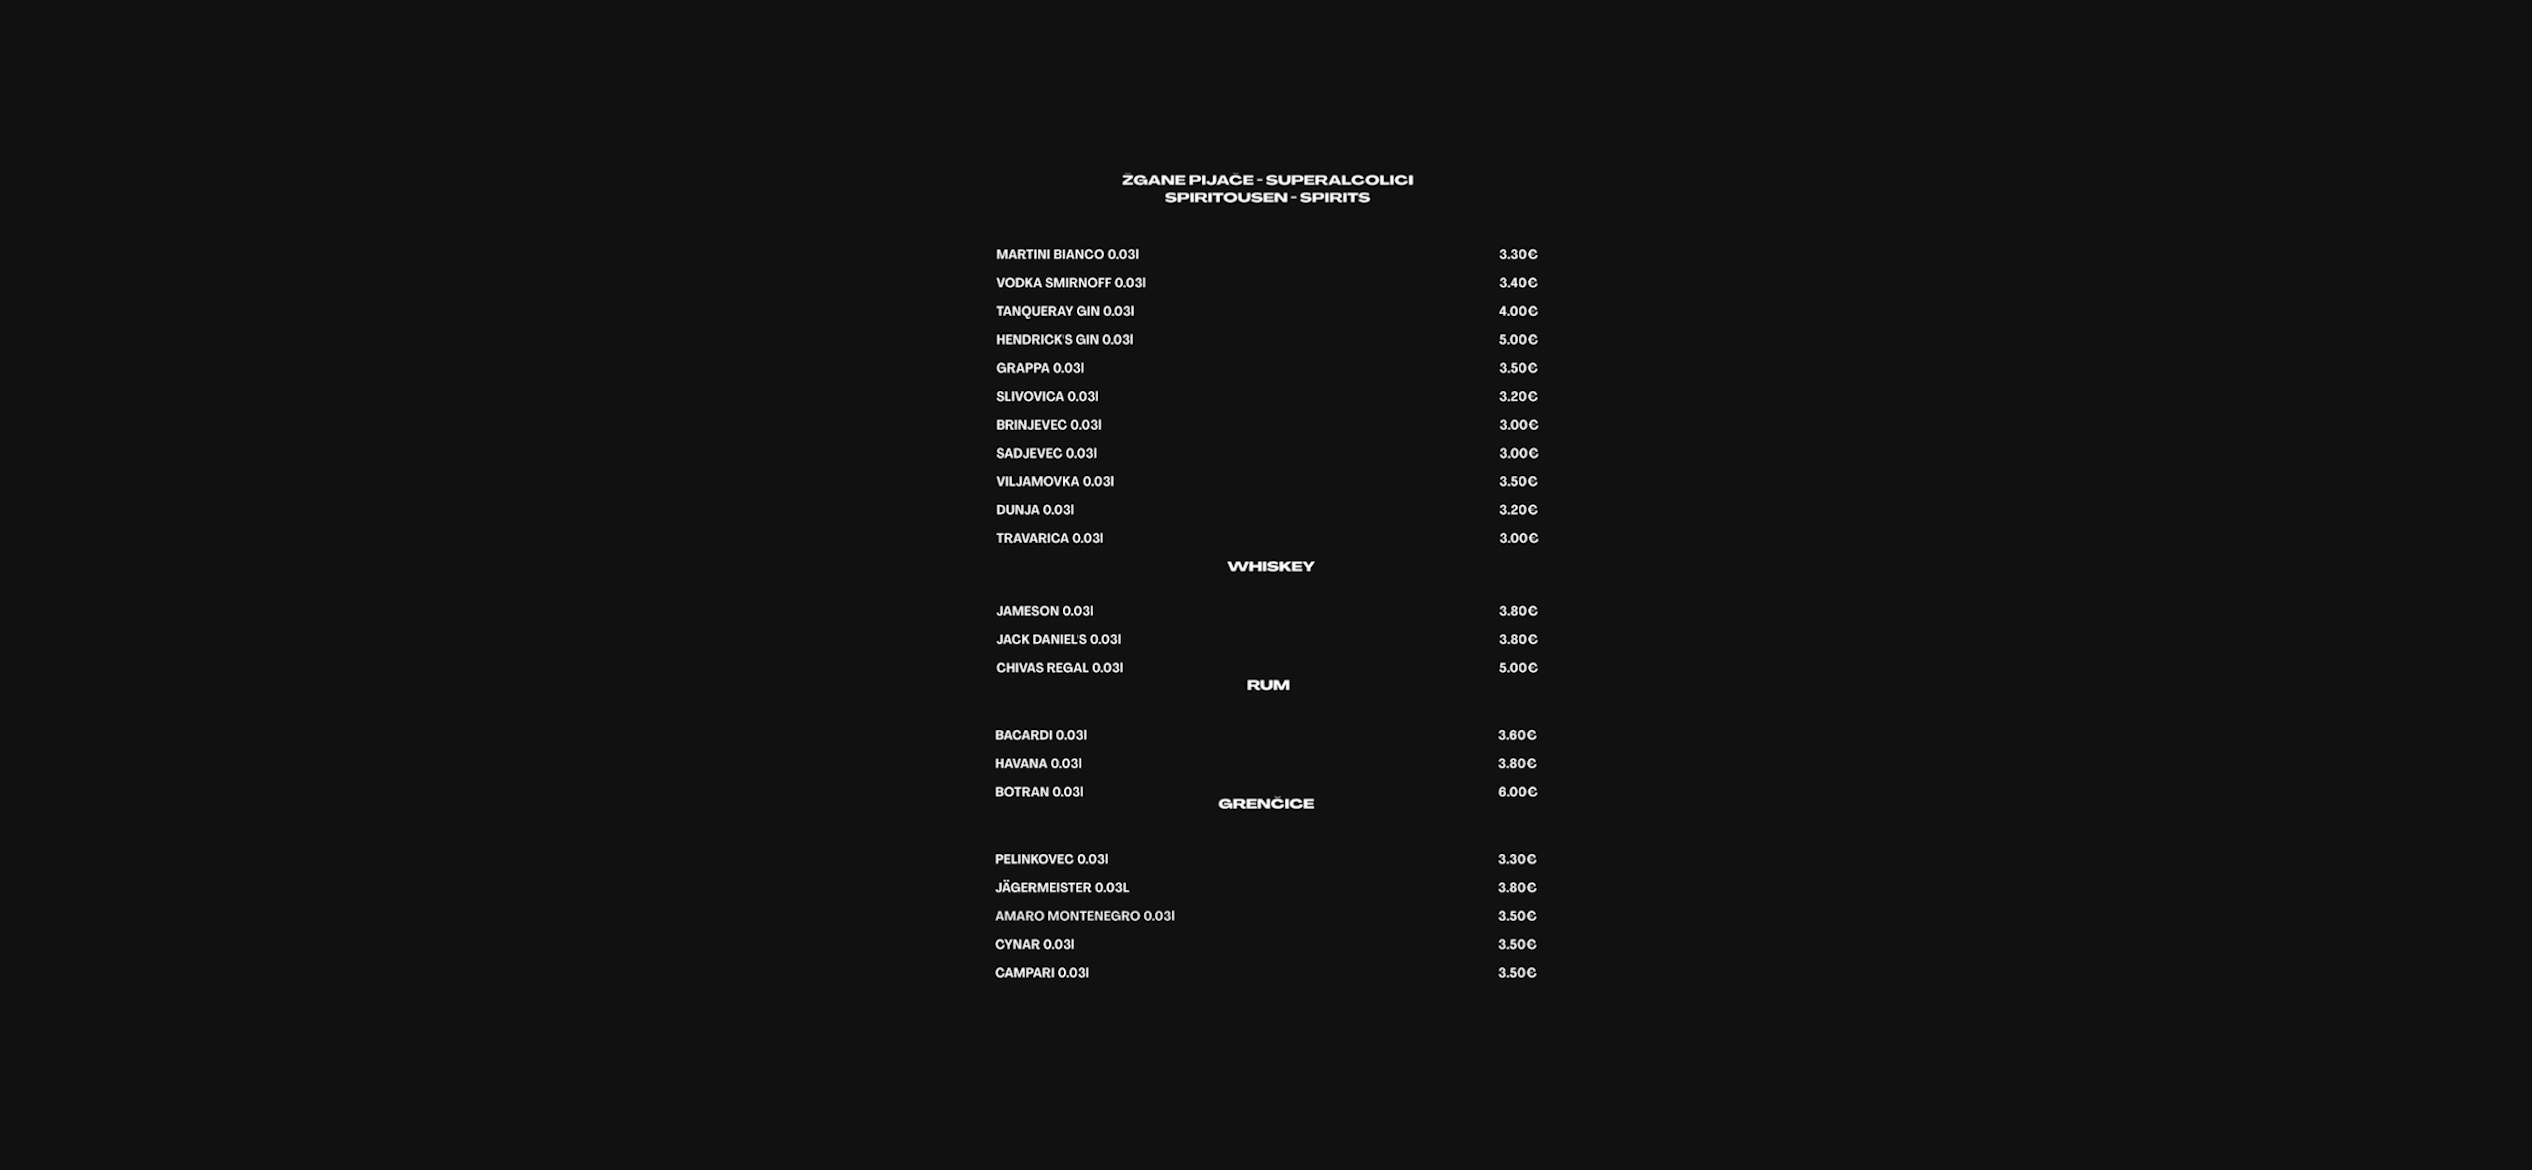 ŽGANE PIJAČE - SUPERALCOLICI
SPIRITOUSEN - SPIRITS
MARTINI BIANCO 0.03l 3.30€
VODKA SMIRNOFF 0.03l 3.40€
TANQUERAY GIN 0.03l 4.00€
HENDRICK'S GIN 0.03l 5.00€
GRAPPA 0.03l 3.50€
SLIVOVICA 0.03l 3.20€
BRINJEVEC 0.03l 3.00€
SADJEVEC 0.03l 3.00€
VILJAMOVKA 0.03l 3.50€
DUNJA 0.03l 3.20€
TRAVARICA 0.03l 3.00€
WHISKEY
JAMESON 0.03l 3.80€
JACK DANIEL'S 0.03l 3.80€
CHIVAS REGAL 0.03l 5.00€
RUM
BACARDI 0.03l 3.60€
HAVANA 0.03l 3.80€
BOTRAN 0.03l 6.00€
GRENČICE
PELINKOVEC 0.03l 3.30€
JÄGERMEISTER 0.03L 3.80€
AMARO MONTENEGRO 0.03l 3.50€
CYNAR 0.03l 3.50€
CAMPARI 0.03l 3.50€